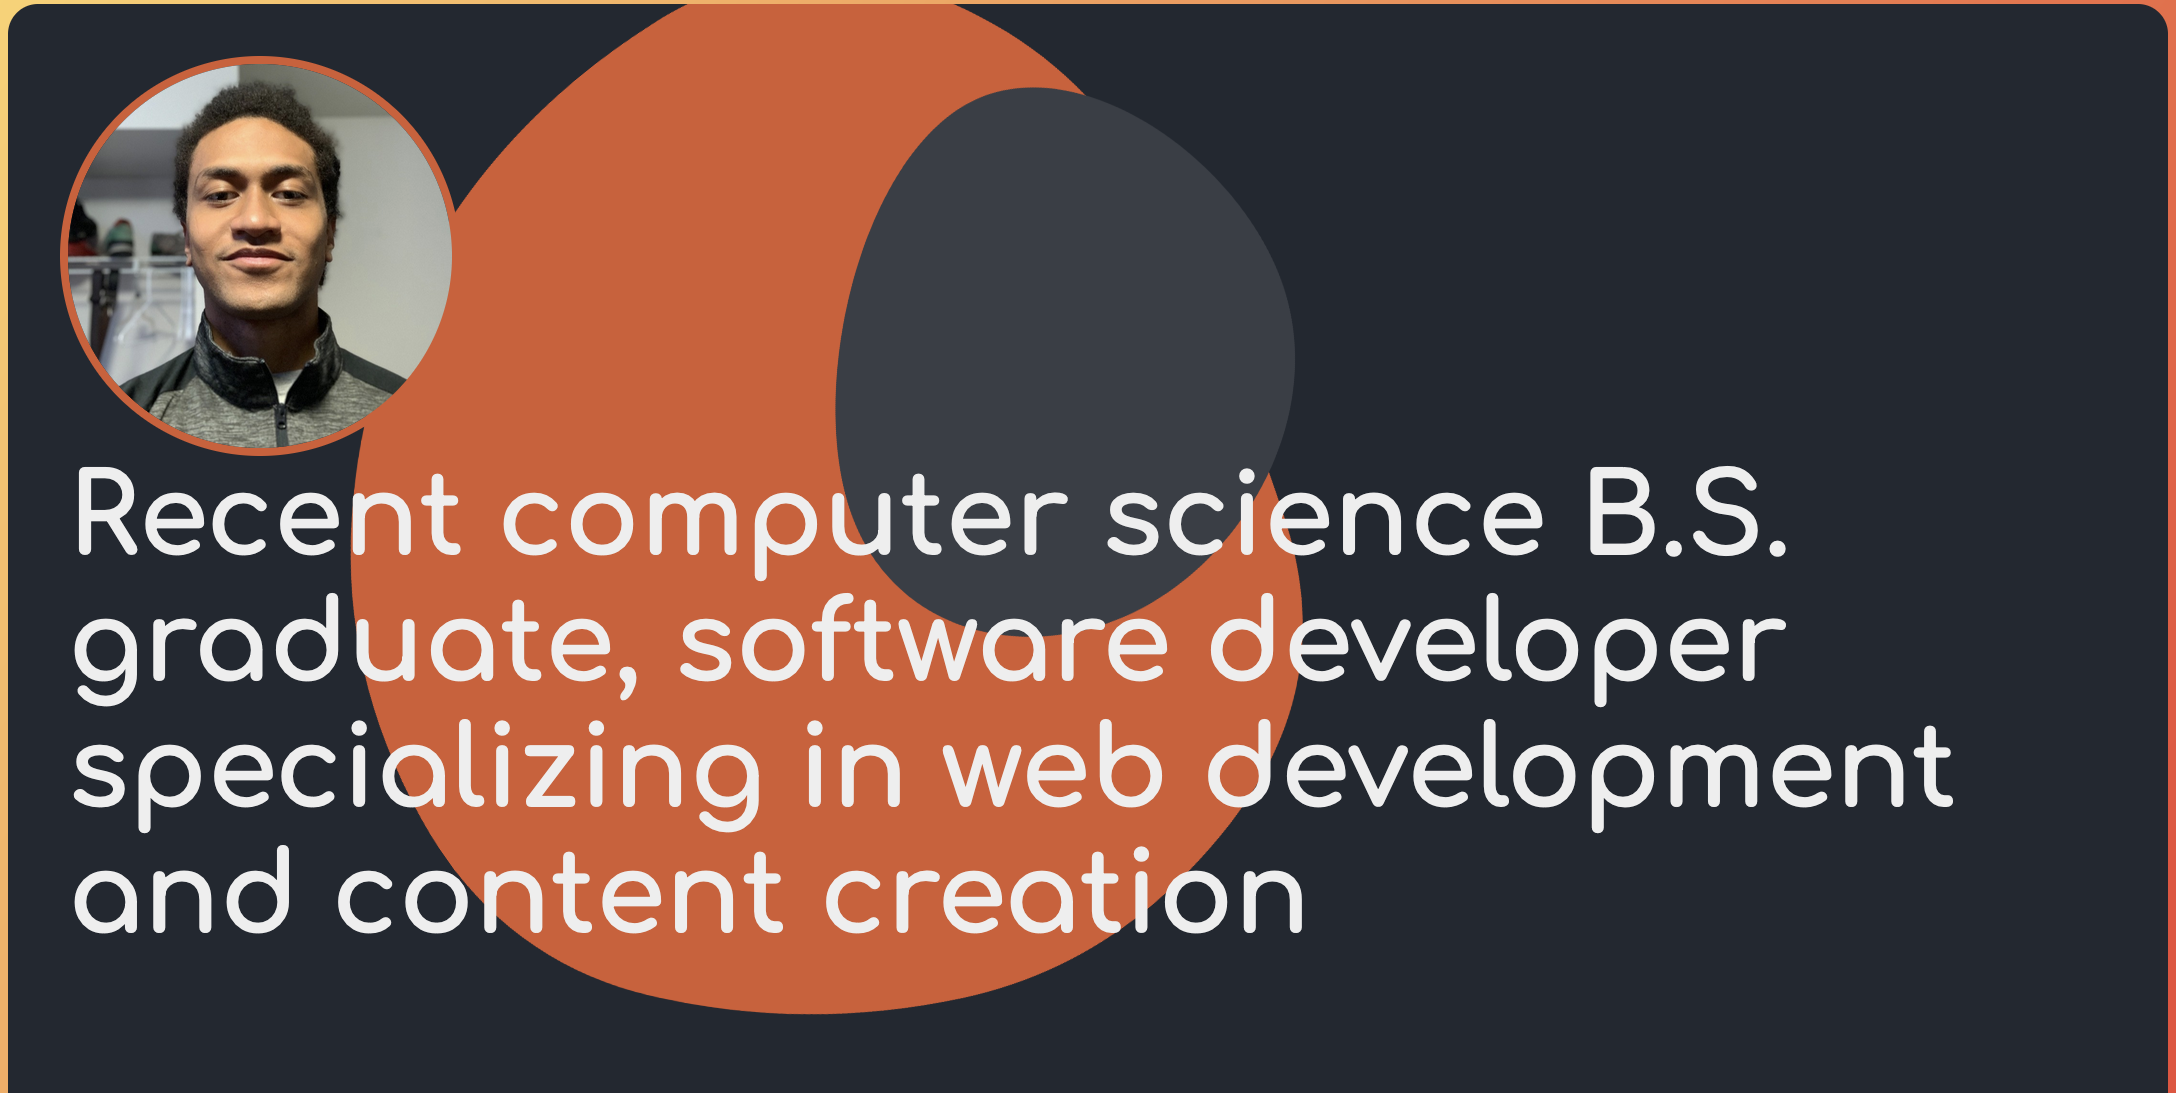 Recent computer science B.S.
graduate, software developer
specializing in web development
and content creation